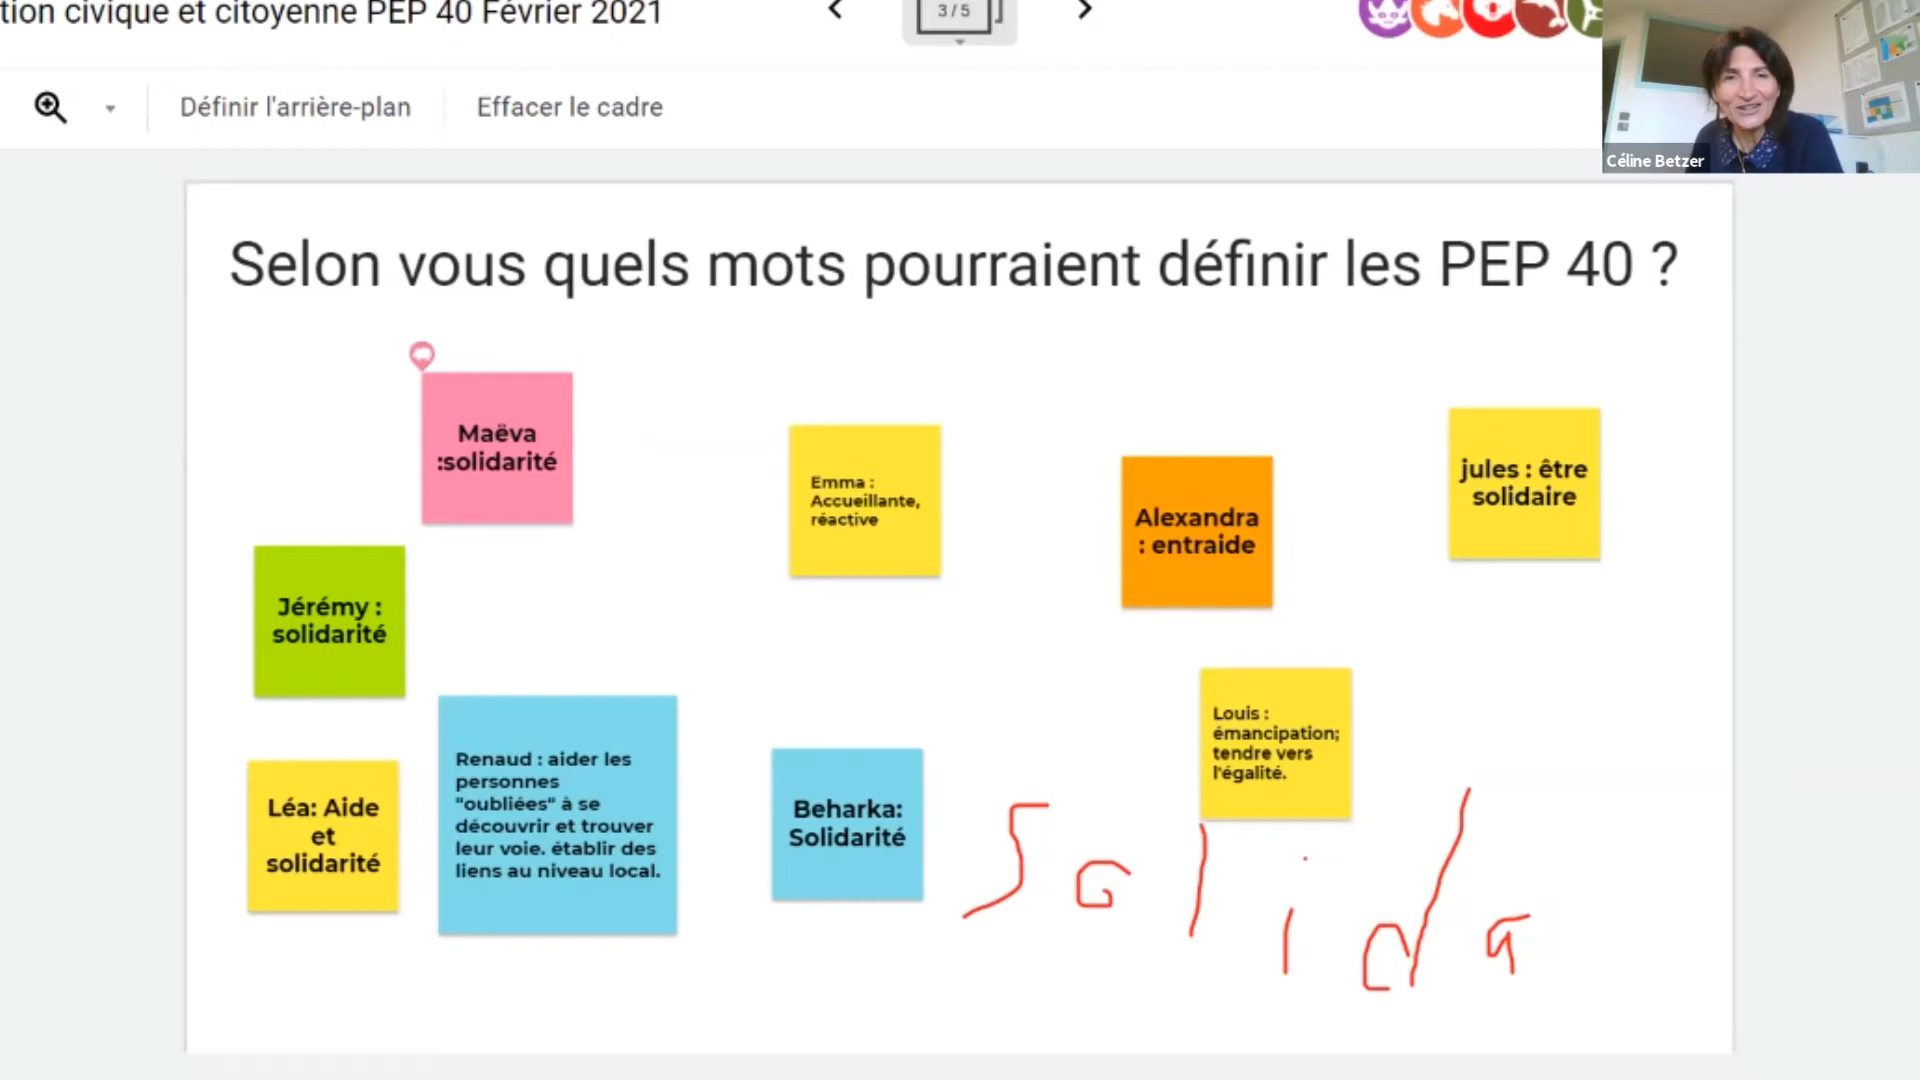 tion civique et citoyenne PEP 40 Février 2021
3/5
Définir l'arrière-plan
Effacer le cadre
Céline Betzer
Selon vous quels mots pourraient définir les PEP 40 ?
Maëva
:solidarité
Emma :
Accueillante,
réactive
Alexandra
: entraide
jules : être
solidaire
Jérémy :
solidarité
Léa: Aide
et
solidarité
Renaud : aider les
personnes
"oubliées" à se
découvrir et trouver
leur voie. établir des
liens au niveau local.
Beharka:
Solidarité
Louis :
émancipation;
tendre vers
l'égalité.
Solida